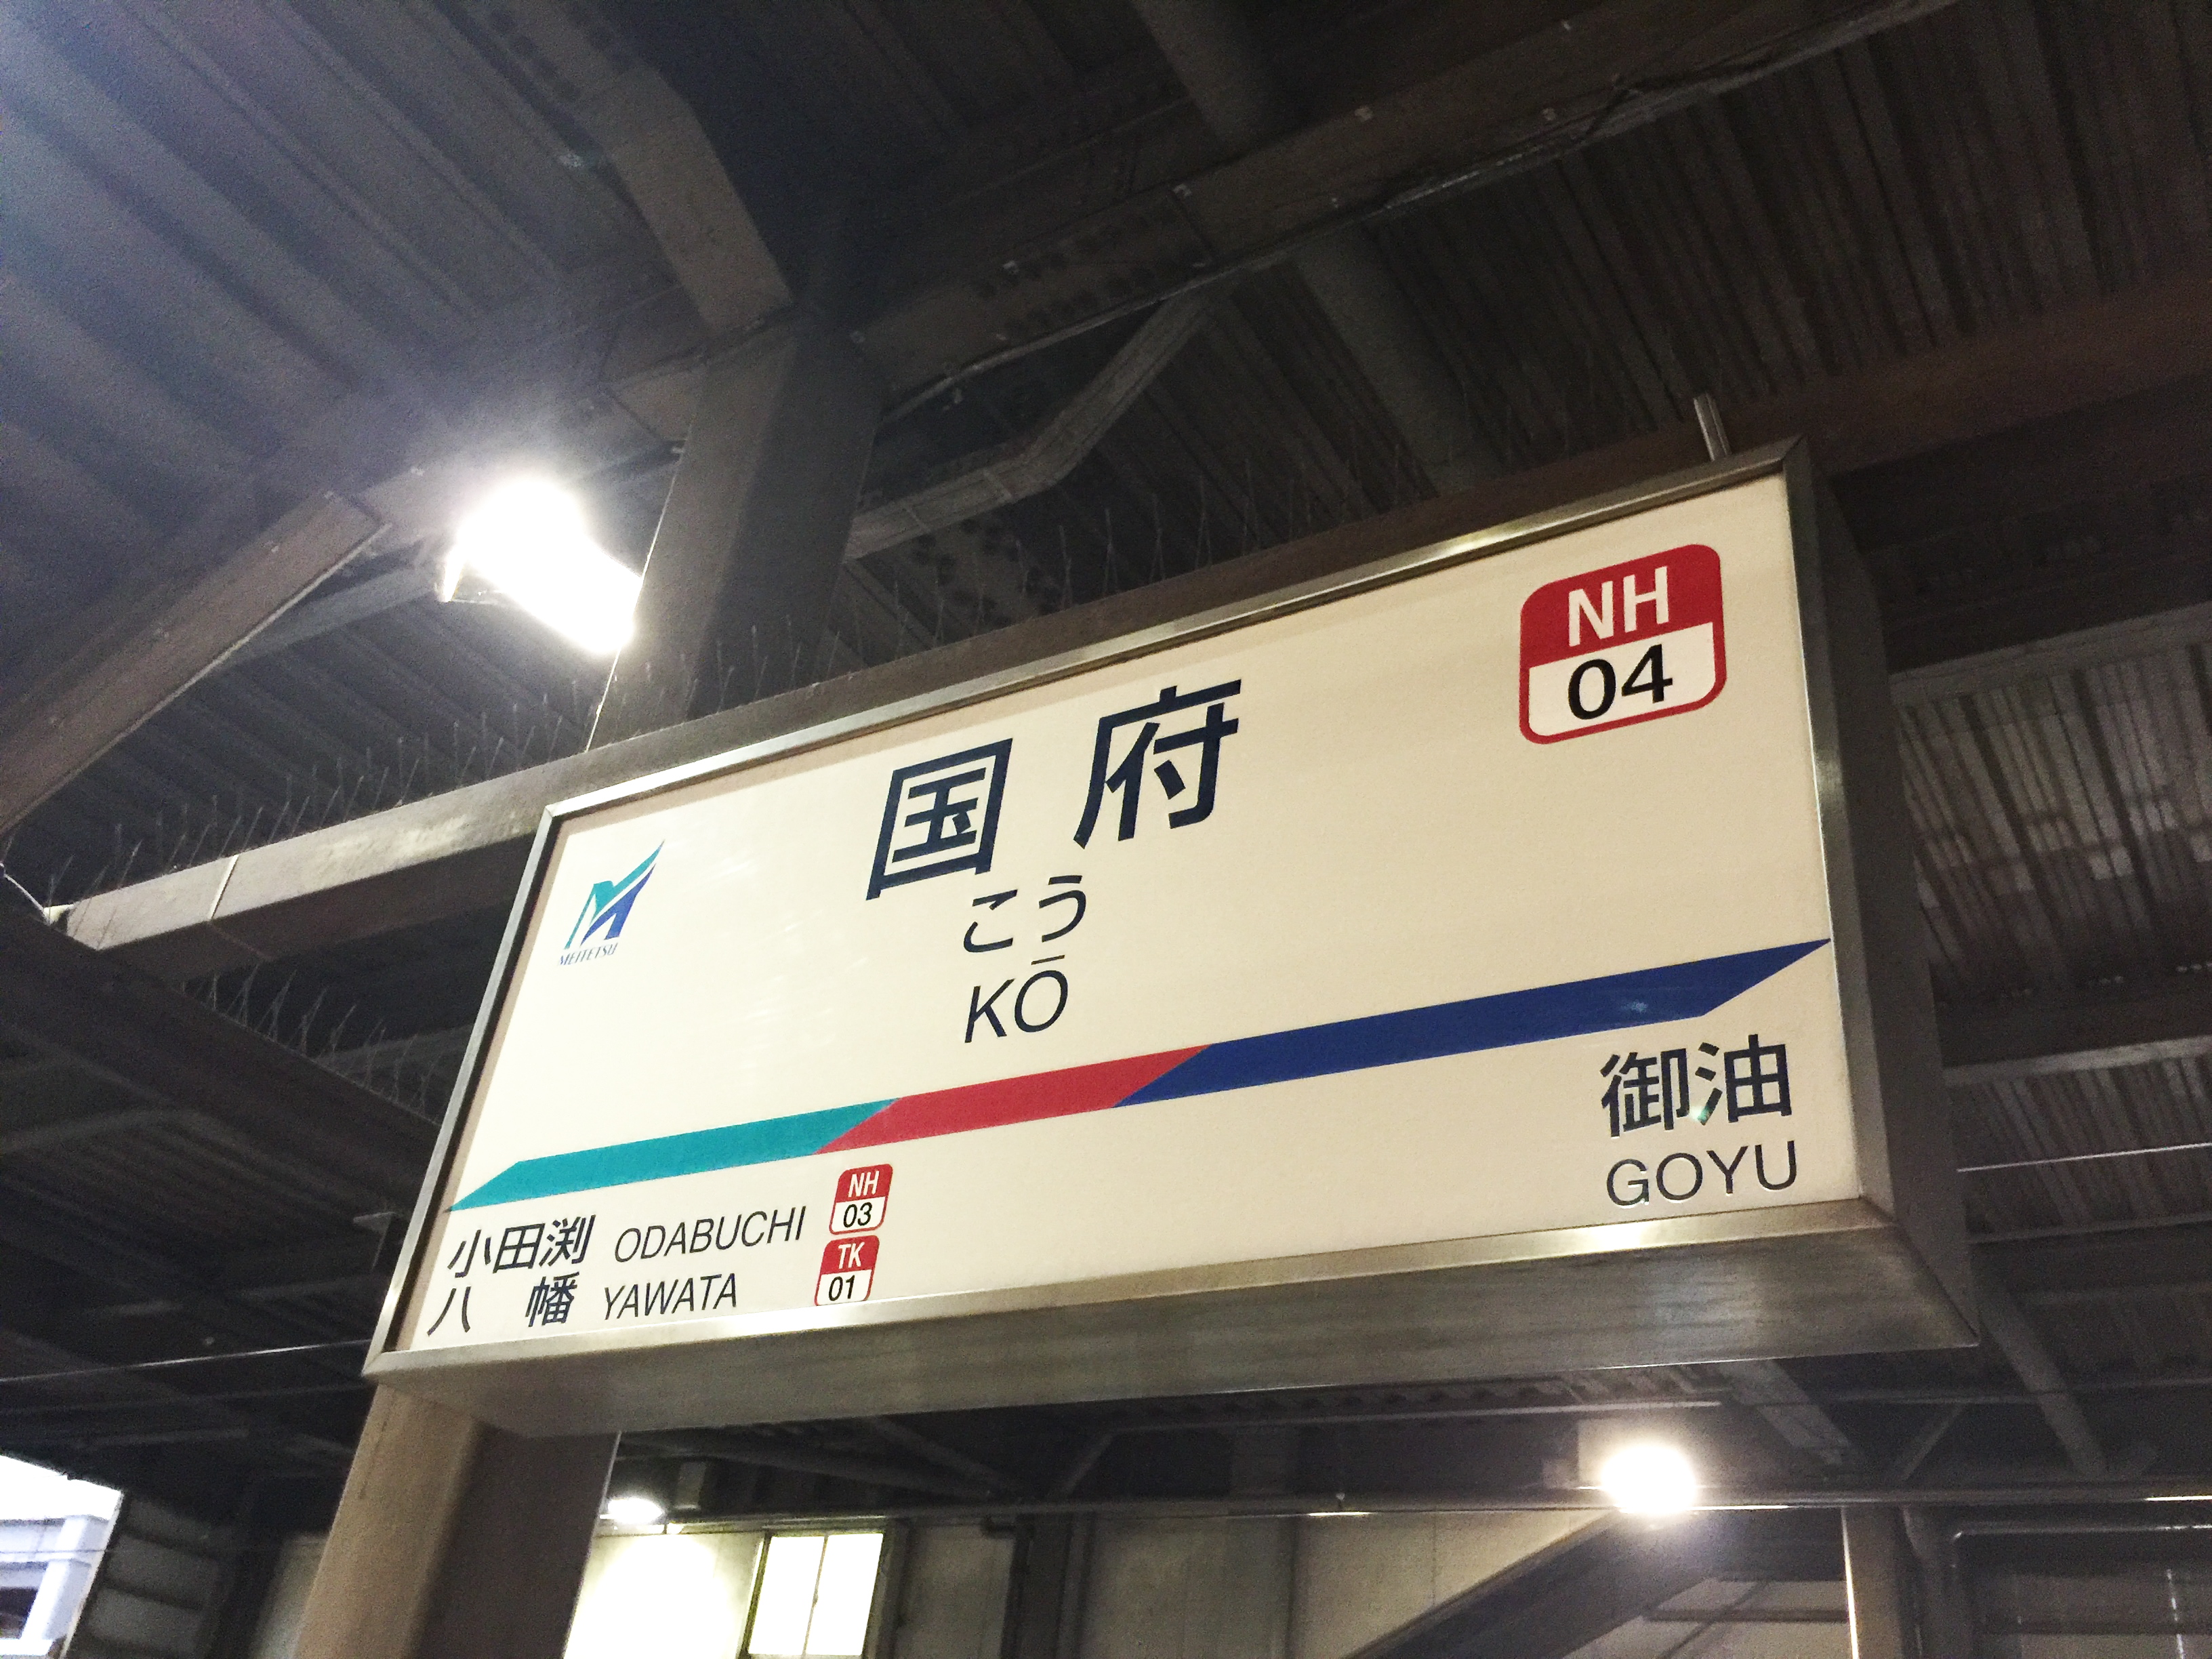 NH
04
国府
こう
KŌ
MEITETSU
御油
GOYU
小田渕 ODABUCHI NH 03
八幡 YAWATA TK 01